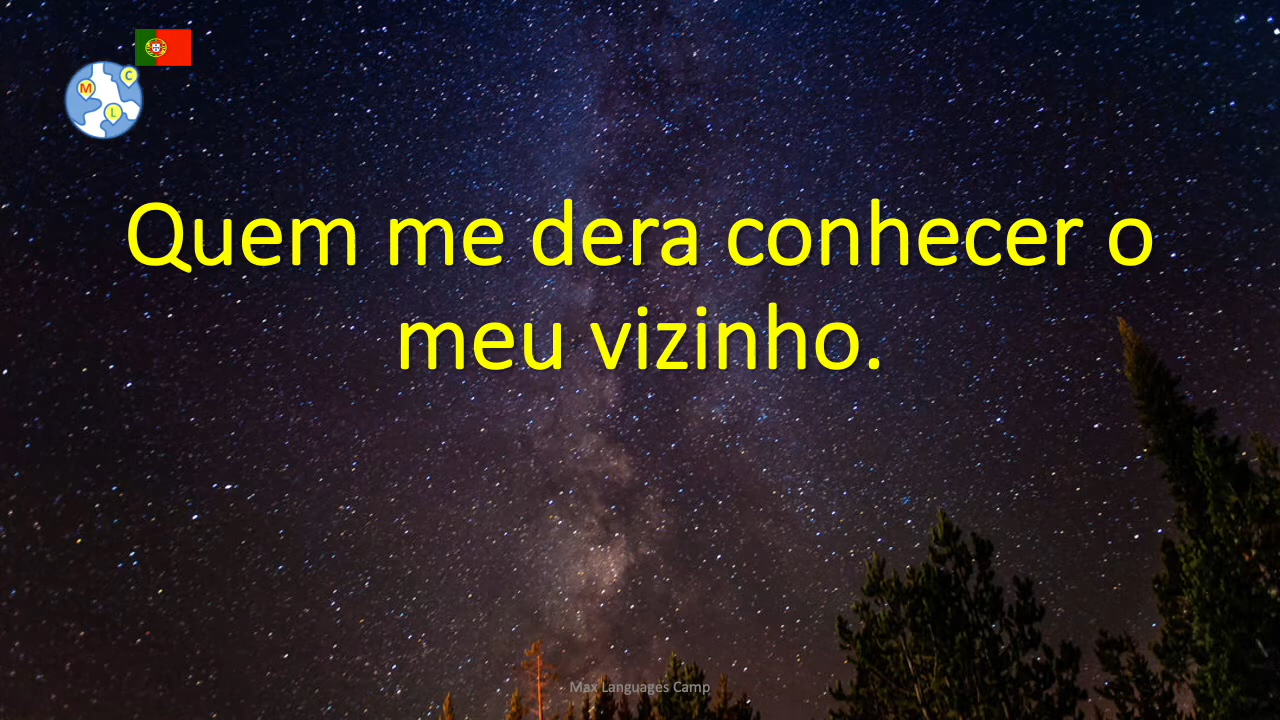 C
M
L
Quem me dera conhecer o
meu vizinho.
Max Languages Camp